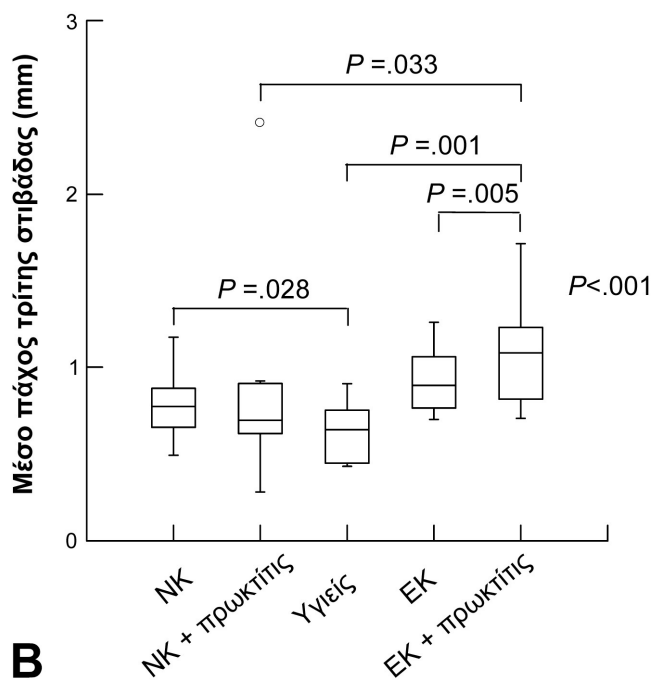 Μέσο πάχος τρίτης στιβάδας (mm)
3
2
1
0
P =.033
P =.001
P =.005
P =.028
P<.001
ΝΚ
ΝΚ + πρωκτίτις
Υγιείς
ΕΚ
ΕΚ + πρωκτίτις
B